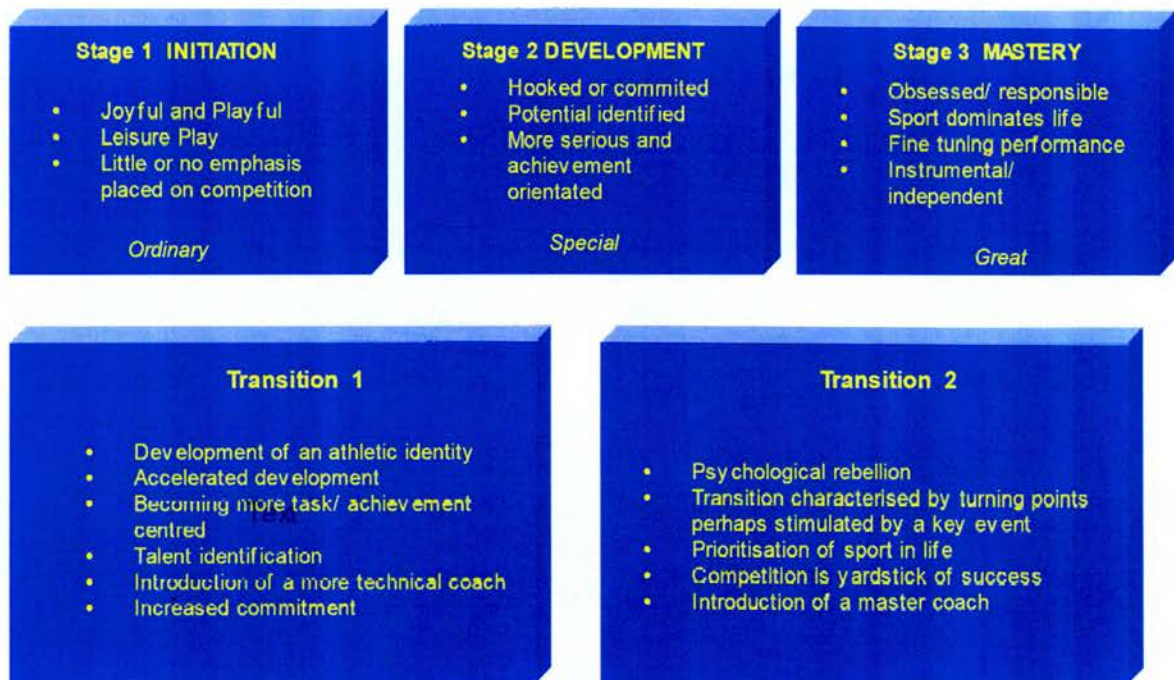 Stage 1 INITIATION
• Joyful and Playful
• Leisure Play
• Little or no emphasis
placed on competition
Ordinary
Stage 2 DEVELOPMENT
• Hooked or commited
• Potential identified
• More serious and
achievement
orientated
Special
Stage 3 MASTERY
• Obsessed/ responsible
• Sport dominates life
• Fine tuning performance
• Instrumental/
independent
Great
Transition 1
• Development of an athletic identity
• Accelerated development
• Becoming more task/ achievement
centred
Text
• Talent identification
• Introduction of a more technical coach
• Increased commitment
Transition 2
• Psychological rebellion
• Transition characterised by turning points
perhaps stimulated by a key event
• Prioritisation of sport in life
• Competition is yardstick of success
• Introduction of a master coach